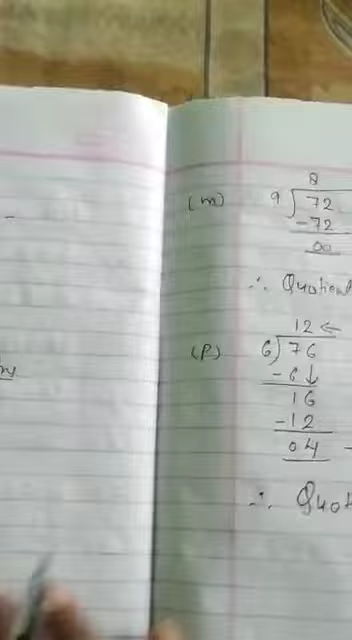 8
(m) 9)72
-72
00
∴ Quotient
12 ←
(P) 6)76
-6↓
16
-12
04 -
∴ Quot